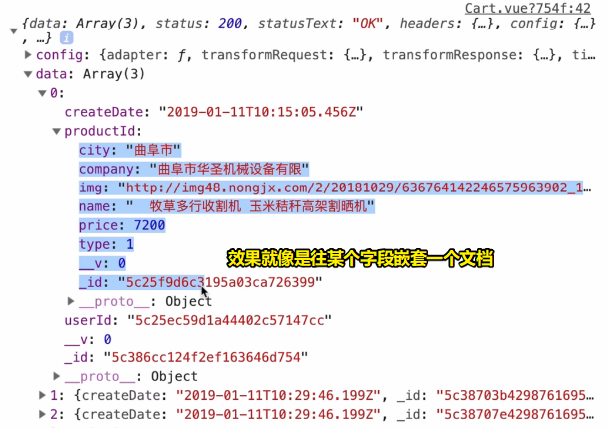 Cart.vue?754f:42
{data: Array(3), status: 200, statusText: "OK", headers: {…}, config: {…}
, …} i
config: {adapter: ƒ, transformRequest: {…}, transformResponse: {…}, ti…
data: Array(3)
0:
createDate: "2019-01-11T10:15:05.456Z"
productId:
city: "曲阜市"
company: "曲阜市华圣机械设备有限"
img: "http://img48.nongjx.com/2/20181029/636764142246575963902_1…
name: "  牧草多行收割机 玉米秸秆高架割晒机"
price: 7200
type: 1
__v: 0
效果就像是往某个字段嵌套一个文档
_id: "5c25f9d6c3195a03ca726399"
__proto__: Object
userId: "5c25ec59d1a44402c57147cc"
__v: 0
_id: "5c386cc124f2ef163646d754"
__proto__: Object
1: {createDate: "2019-01-11T10:29:46.199Z", _id: "5c38703b4298761695…
2: {createDate: "2019-01-11T10:29:46.199Z", _id: "5c38707e4298761695…